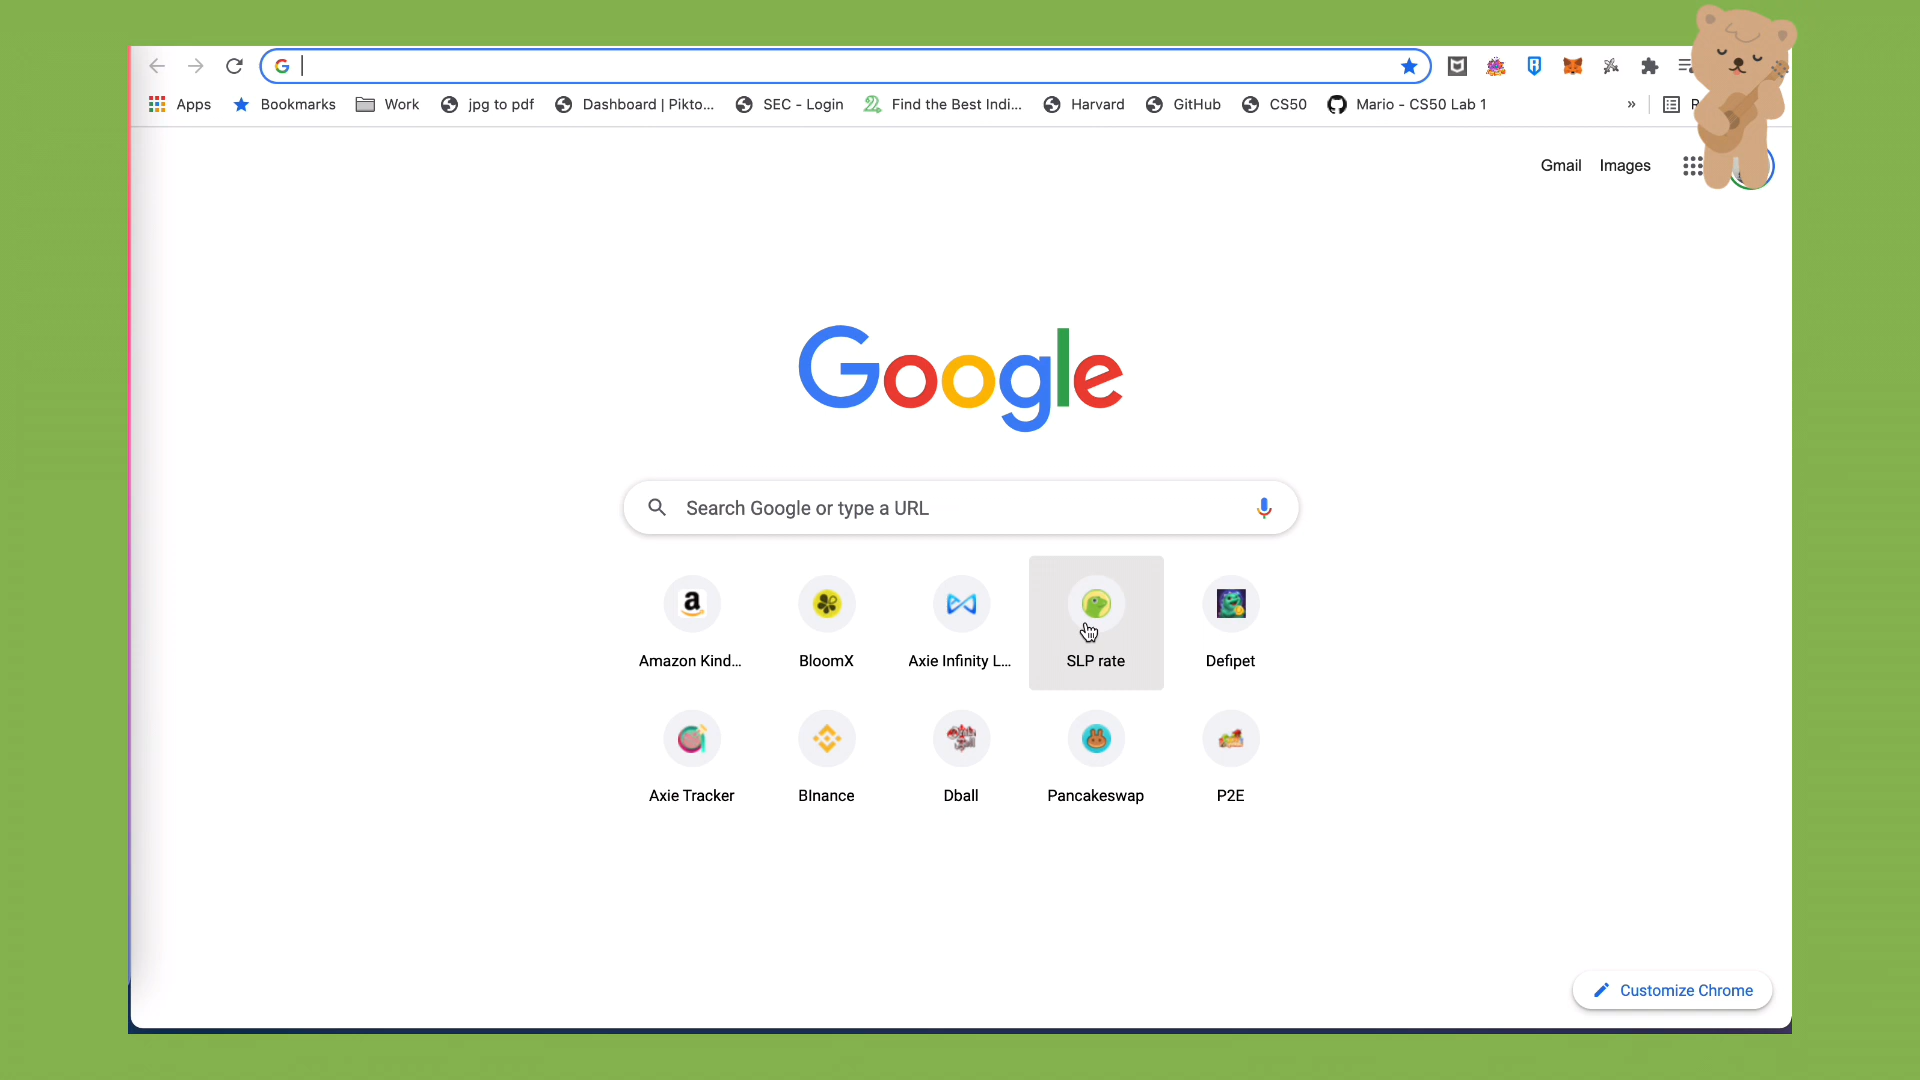 Apps Bookmarks Work jpg to pdf Dashboard | Pikto... SEC - Login Find the Best Indi... Harvard GitHub CS50 Mario - CS50 Lab 1 »
Gmail Images
Google
Search Google or type a URL
Amazon Kind... BloomX Axie Infinity L... SLP rate Defipet
Axie Tracker BInance Dball Pancakeswap P2E
Customize Chrome